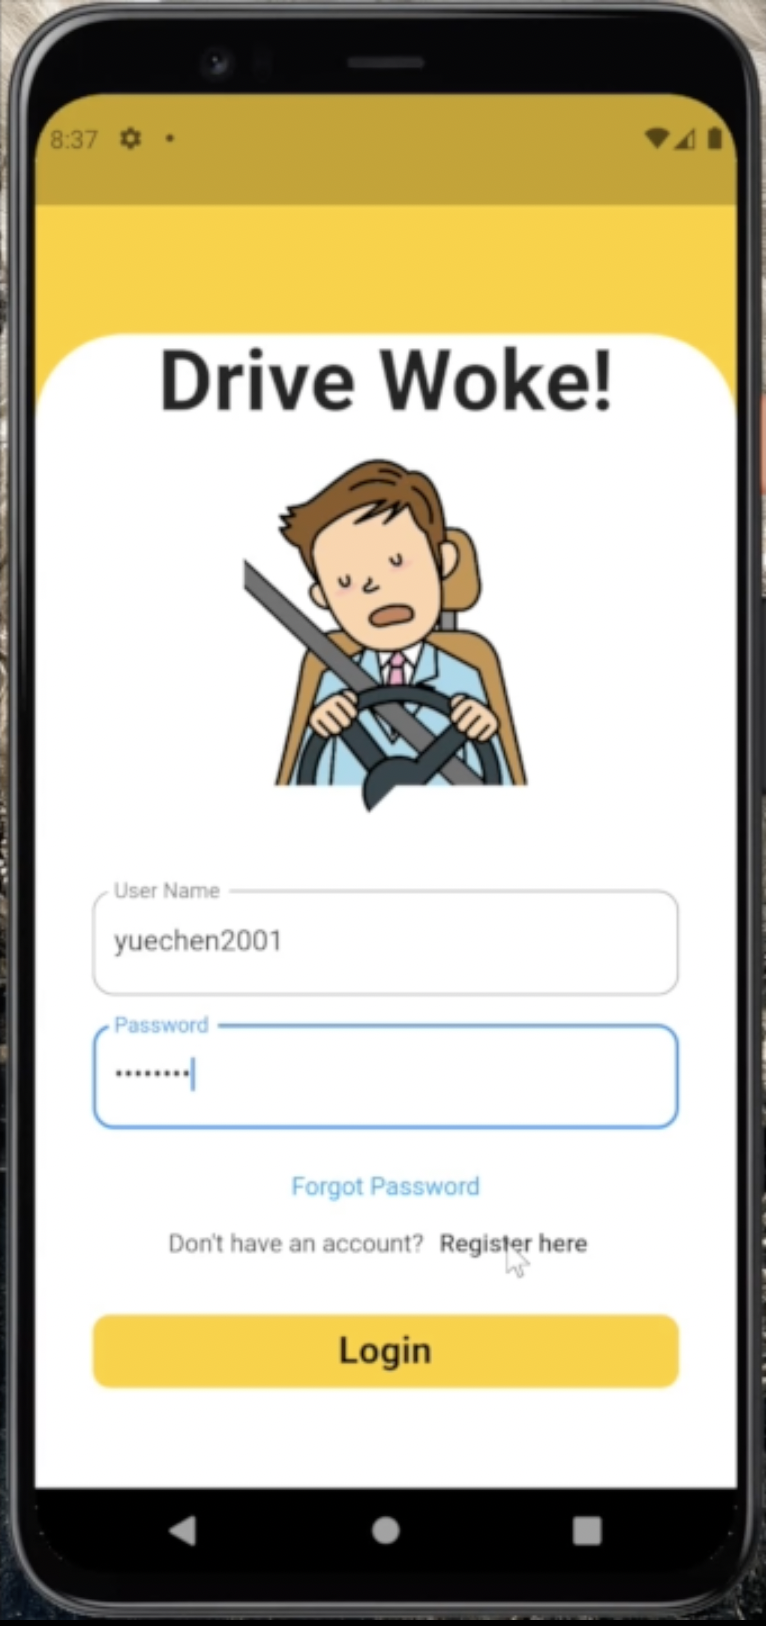 8:37
Drive Woke!
User Name
yuechen2001
Password
••••••••
Forgot Password
Don't have an account? Register here
Login